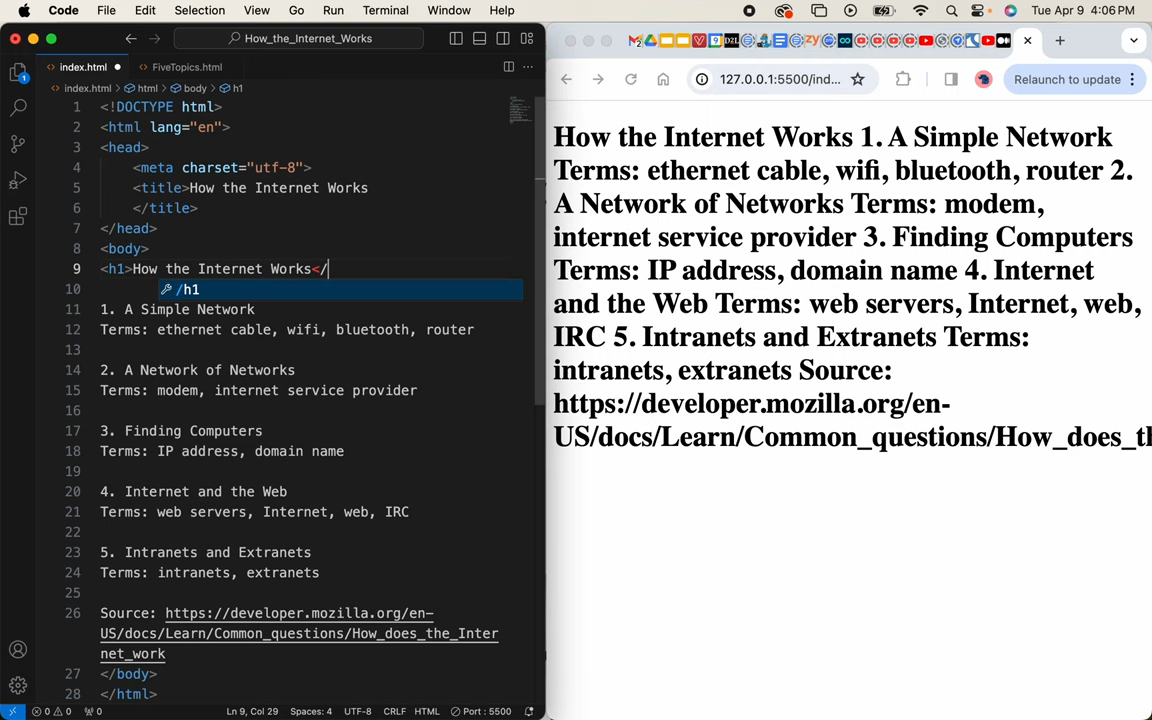 Code File Edit Selection View Go Run Terminal Window Help Tue Apr 9 4:06 PM
How_the_Internet_Works
index.html FiveTopics.html
index.html > html > body > h1
1 <!DOCTYPE html>
2 <html lang="en">
3 <head>
4 <meta charset="utf-8">
5 <title>How the Internet Works
6 </title>
7 </head>
8 <body>
9 <h1>How the Internet Works</
/h1
10
11 1. A Simple Network
12 Terms: ethernet cable, wifi, bluetooth, router
13
14 2. A Network of Networks
15 Terms: modem, internet service provider
16
17 3. Finding Computers
18 Terms: IP address, domain name
19
20 4. Internet and the Web
21 Terms: web servers, Internet, web, IRC
22
23 5. Intranets and Extranets
24 Terms: intranets, extranets
25
26 Source: https://developer.mozilla.org/en-
US/docs/Learn/Common_questions/How_does_the_Inter
net_work
27 </body>
28 </html>
1
0 0 0 Ln 9, Col 29 Spaces: 4 UTF-8 CRLF HTML Port : 5500
127.0.0.1:5500/ind... Relaunch to update
How the Internet Works 1. A Simple Network
Terms: ethernet cable, wifi, bluetooth, router 2.
A Network of Networks Terms: modem,
internet service provider 3. Finding Computers
Terms: IP address, domain name 4. Internet
and the Web Terms: web servers, Internet, web,
IRC 5. Intranets and Extranets Terms:
intranets, extranets Source:
https://developer.mozilla.org/en-
US/docs/Learn/Common_questions/How_does_th